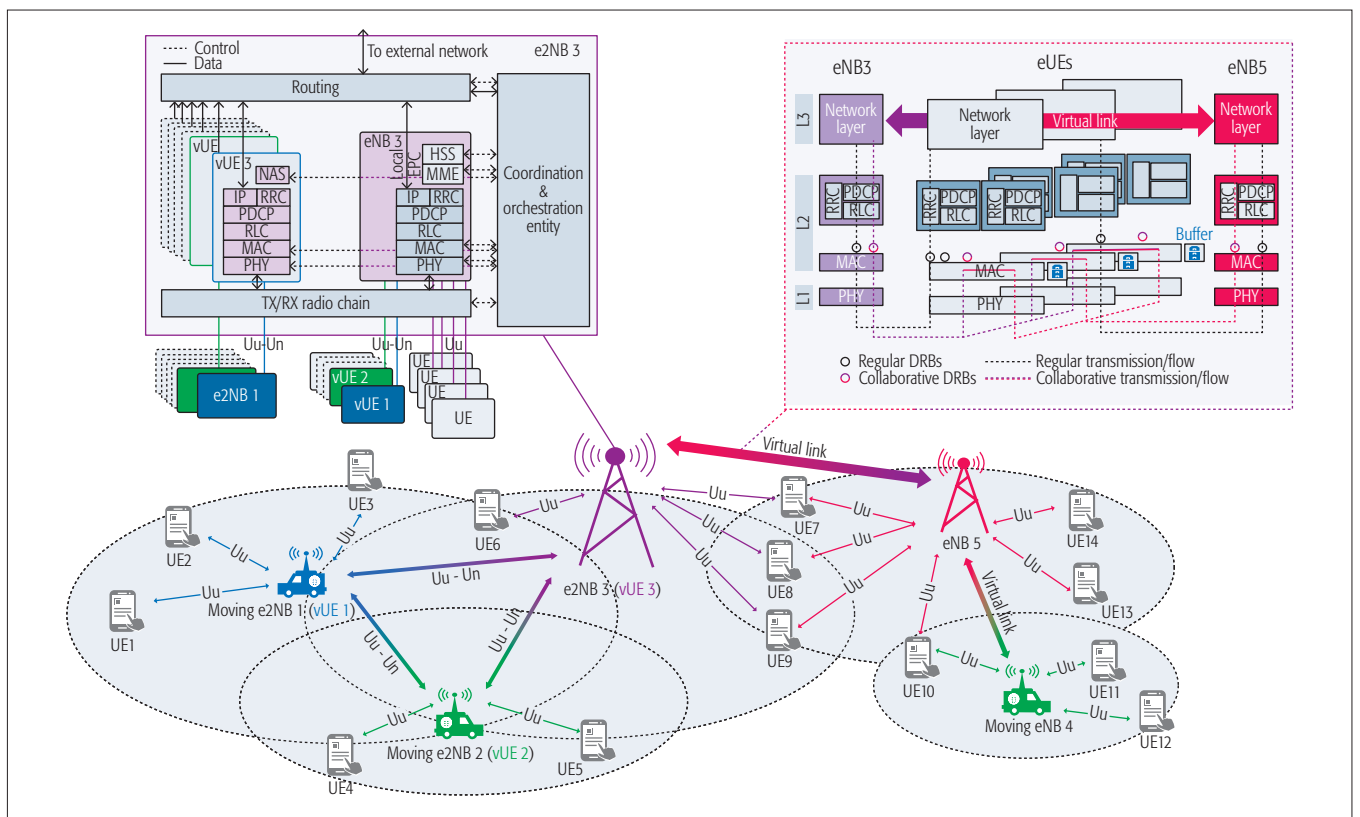 Control
Data
To external network
e2NB 3
Routing
vUE
vUE 3
NAS
IP
RRC
PDCP
RLC
MAC
PHY
eNB 3
Local
EPC
HSS
MME
IP
RRC
PDCP
RLC
MAC
PHY
Coordination
&
orchestration
entity
TX/RX radio chain
Uu-Un
Uu-Un
Uu
e2NB 1
vUE 2
vUE 1
UE
UE
UE
UE
eNB3
eUEs
eNB5
L3
Network
layer
Network
layer
Virtual link
Network
layer
L2
RRC
PDCP
RLC
RRC
PDCP
RLC
RRC
PDCP
RLC
RRC
PDCP
RLC
Buffer
MAC
MAC
MAC
L1
PHY
PHY
PHY
Regular DRBs
Regular transmission/flow
Collaborative DRBs
Collaborative transmission/flow
Virtual link
UE3
UE2
UE6
UE7
eNB 5
UE14
Uu
Uu
Uu
Uu
Uu
Uu
Uu
Uu
Uu
Uu
Uu
Uu
Uu - Un
Moving e2NB 1 (vUE 1)
e2NB 3 (vUE 3)
UE8
UE13
UE1
UE9
Uu - Un
Uu - Un
Virtual link
Uu
UE10
Uu
Uu
UE11
Uu
Uu
Uu
Moving eNB 4
UE12
Moving e2NB 2 (vUE 2)
UE4
UE5